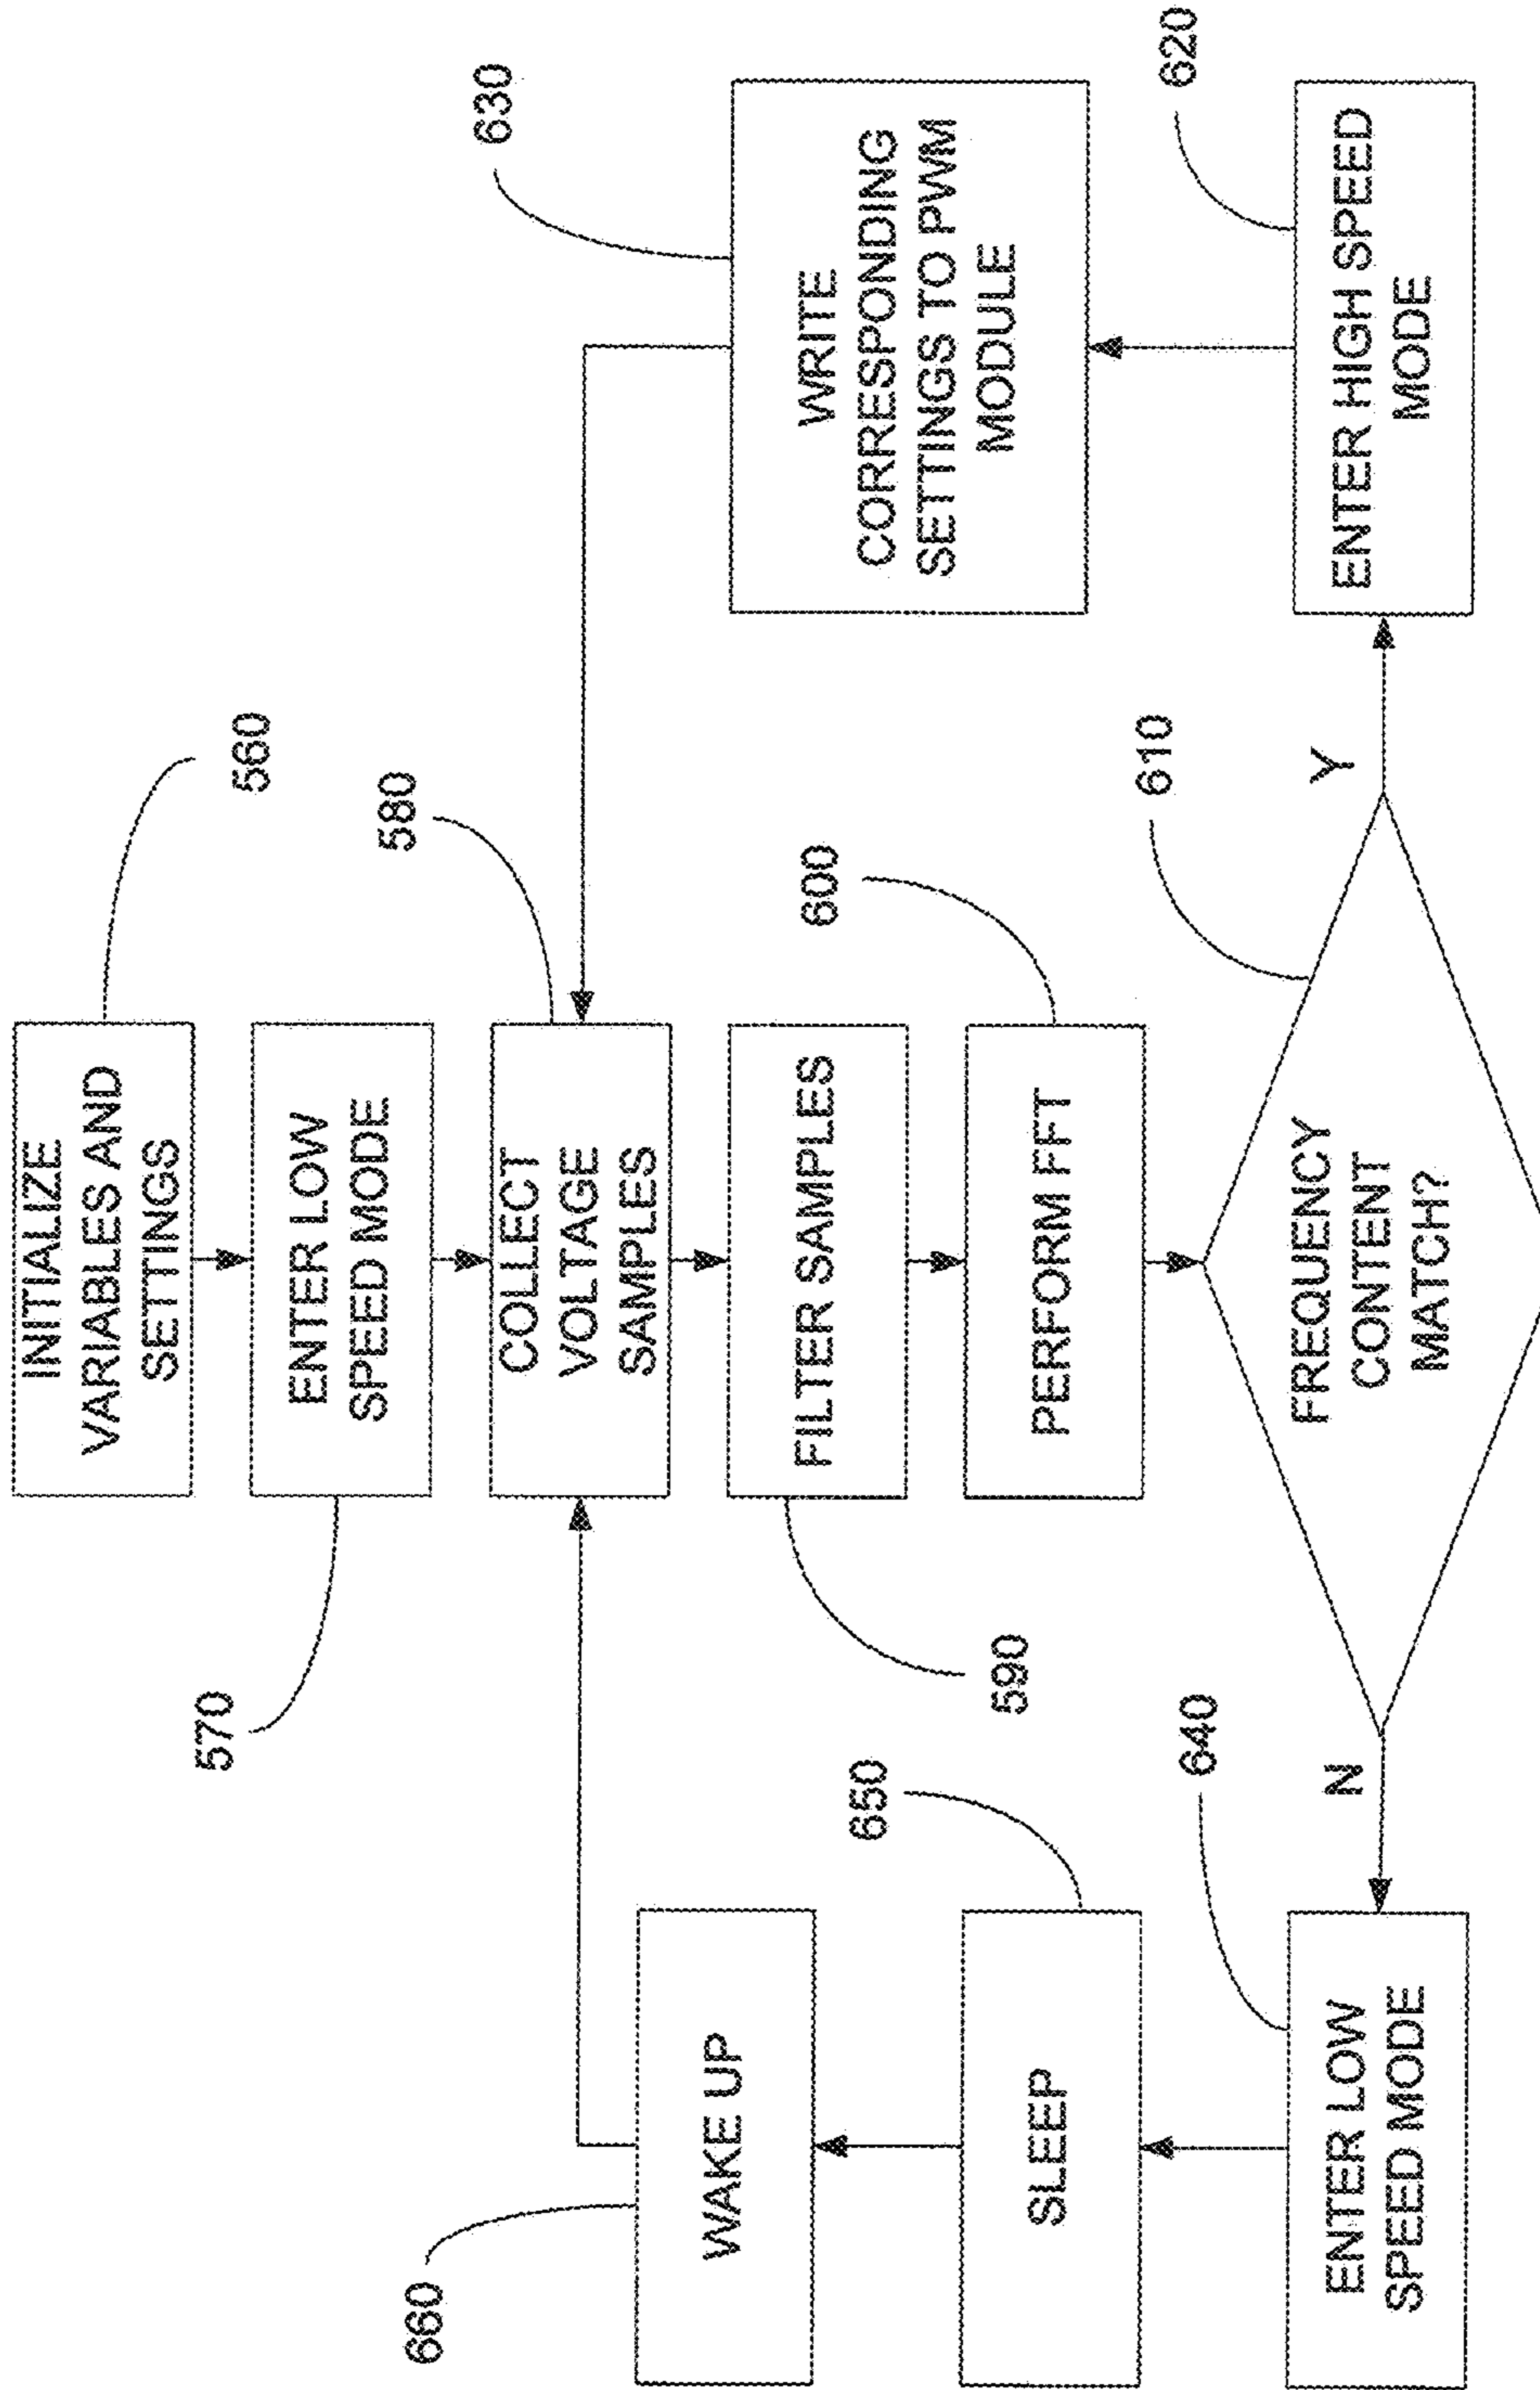 INITIALIZE
VARIABLES AND
SETTINGS
560
ENTER LOW
SPEED MODE
570
COLLECT
VOLTAGE
SAMPLES
580
FILTER SAMPLES
590
PERFORM FFT
600
FREQUENCY
CONTENT
MATCH?
610
Y
ENTER HIGH SPEED
MODE
620
WRITE
CORRESPONDING
SETTINGS TO PWM
MODULE
630
N
ENTER LOW
SPEED MODE
640
SLEEP
650
WAKE UP
660